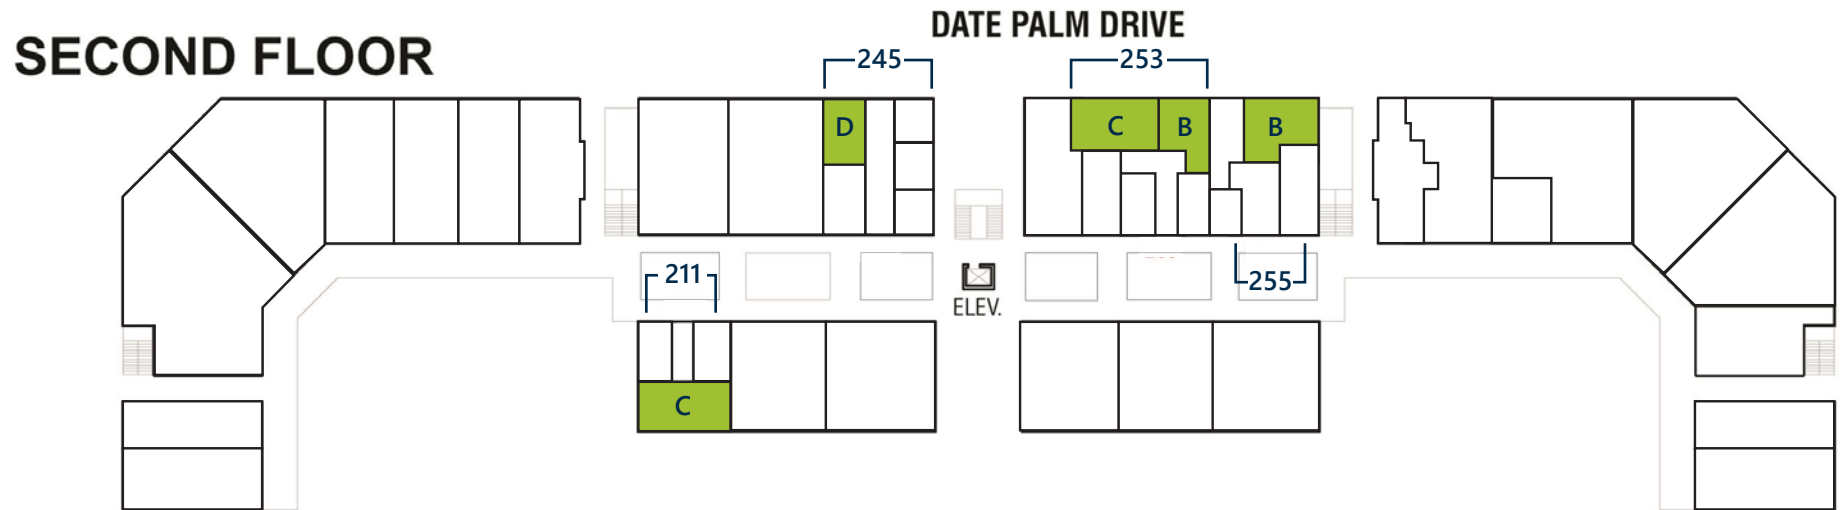 DATE PALM DRIVE
SECOND FLOOR
245
253
D
C
B
B
211
255
ELEV.
C